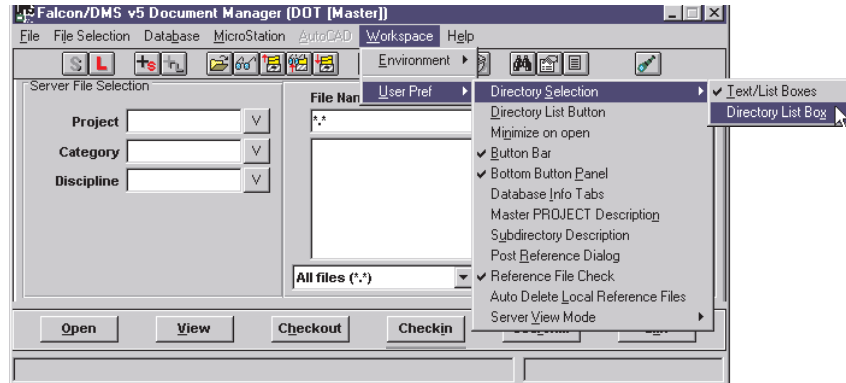 Falcon/DMS v5 Document Manager (DOT [Master])
File File Selection Database MicroStation AutoCAD Workspace Help
S L
Environment
Server File Selection
User Pref
Directory Selection
Text/List Boxes
File Nam
Directory List Button
Directory List Box
Project V
*.*
Minimize on open
Category V
Button Bar
Discipline V
Bottom Button Panel
Database Info Tabs
Master PROJECT Description
Subdirectory Description
Post Reference Dialog
All files (*.*)
Reference File Check
Auto Delete Local Reference Files
Server View Mode
Open View Checkout Checkin